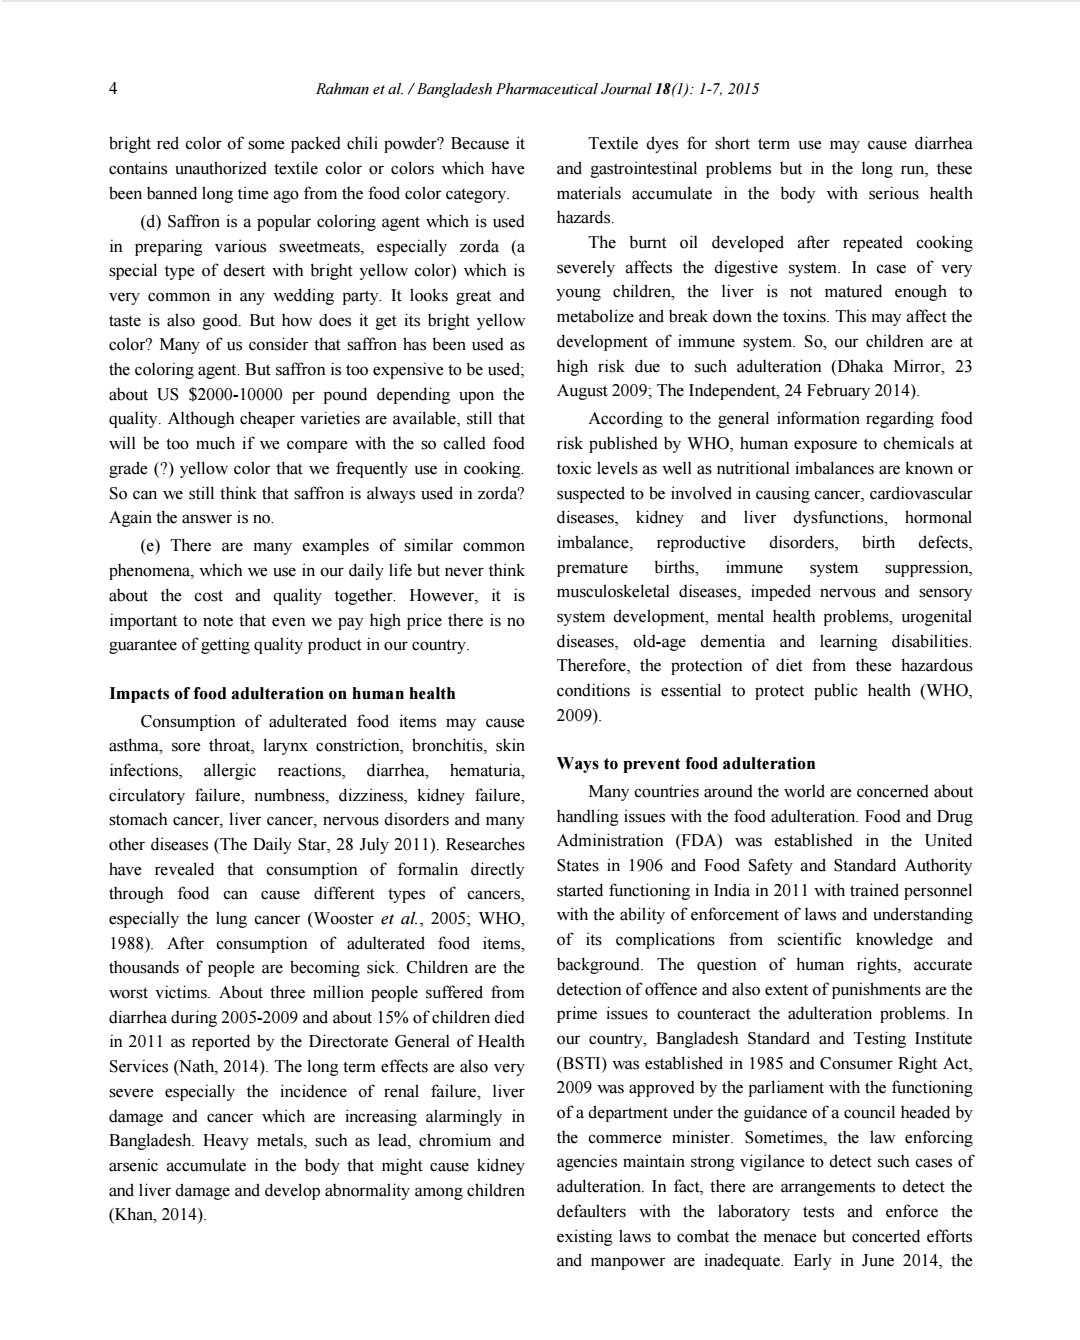 4
Rahman et al. / Bangladesh Pharmaceutical Journal 18(1): 1-7, 2015
bright red color of some packed chili powder? Because it
contains unauthorized textile color or colors which have
been banned long time ago from the food color category.
(d) Saffron is a popular coloring agent which is used
in preparing various sweetmeats, especially zorda (a
special type of desert with bright yellow color) which is
very common in any wedding party. It looks great and
taste is also good. But how does it get its bright yellow
color? Many of us consider that saffron has been used as
the coloring agent. But saffron is too expensive to be used;
about US $2000-10000 per pound depending upon the
quality. Although cheaper varieties are available, still that
will be too much if we compare with the so called food
grade (?) yellow color that we frequently use in cooking.
So can we still think that saffron is always used in zorda?
Again the answer is no.
(e) There are many examples of similar common
phenomena, which we use in our daily life but never think
about the cost and quality together. However, it is
important to note that even we pay high price there is no
guarantee of getting quality product in our country.
Impacts of food adulteration on human health
Consumption of adulterated food items may cause
asthma, sore throat, larynx constriction, bronchitis, skin
infections, allergic reactions, diarrhea, hematuria,
circulatory failure, numbness, dizziness, kidney failure,
stomach cancer, liver cancer, nervous disorders and many
other diseases (The Daily Star, 28 July 2011). Researches
have revealed that consumption of formalin directly
through food can cause different types of cancers,
especially the lung cancer (Wooster et al., 2005; WHO,
1988). After consumption of adulterated food items,
thousands of people are becoming sick. Children are the
worst victims. About three million people suffered from
diarrhea during 2005-2009 and about 15% of children died
in 2011 as reported by the Directorate General of Health
Services (Nath, 2014). The long term effects are also very
severe especially the incidence of renal failure, liver
damage and cancer which are increasing alarmingly in
Bangladesh. Heavy metals, such as lead, chromium and
arsenic accumulate in the body that might cause kidney
and liver damage and develop abnormality among children
(Khan, 2014).
Textile dyes for short term use may cause diarrhea
and gastrointestinal problems but in the long run, these
materials accumulate in the body with serious health
hazards.
The burnt oil developed after repeated cooking
severely affects the digestive system. In case of very
young children, the liver is not matured enough to
metabolize and break down the toxins. This may affect the
development of immune system. So, our children are at
high risk due to such adulteration (Dhaka Mirror, 23
August 2009; The Independent, 24 February 2014).
According to the general information regarding food
risk published by WHO, human exposure to chemicals at
toxic levels as well as nutritional imbalances are known or
suspected to be involved in causing cancer, cardiovascular
diseases, kidney and liver dysfunctions, hormonal
imbalance, reproductive disorders, birth defects,
premature births, immune system suppression,
musculoskeletal diseases, impeded nervous and sensory
system development, mental health problems, urogenital
diseases, old-age dementia and learning disabilities.
Therefore, the protection of diet from these hazardous
conditions is essential to protect public health (WHO,
2009).
Ways to prevent food adulteration
Many countries around the world are concerned about
handling issues with the food adulteration. Food and Drug
Administration (FDA) was established in the United
States in 1906 and Food Safety and Standard Authority
started functioning in India in 2011 with trained personnel
with the ability of enforcement of laws and understanding
of its complications from scientific knowledge and
background. The question of human rights, accurate
detection of offence and also extent of punishments are the
prime issues to counteract the adulteration problems. In
our country, Bangladesh Standard and Testing Institute
(BSTI) was established in 1985 and Consumer Right Act,
2009 was approved by the parliament with the functioning
of a department under the guidance of a council headed by
the commerce minister. Sometimes, the law enforcing
agencies maintain strong vigilance to detect such cases of
adulteration. In fact, there are arrangements to detect the
defaulters with the laboratory tests and enforce the
existing laws to combat the menace but concerted efforts
and manpower are inadequate. Early in June 2014, the